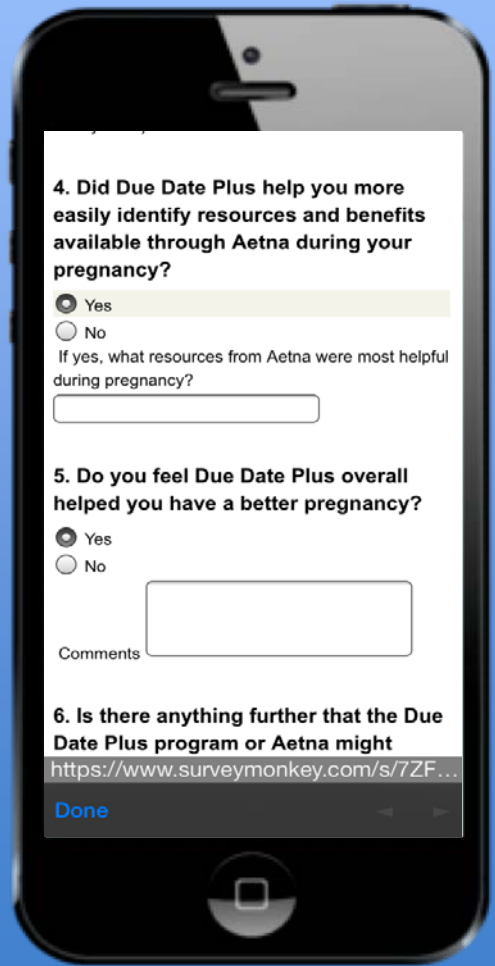 4. Did Due Date Plus help you more
easily identify resources and benefits
available through Aetna during your
pregnancy?
Yes
No
If yes, what resources from Aetna were most helpful
during pregnancy?
5. Do you feel Due Date Plus overall
helped you have a better pregnancy?
Yes
No
Comments
6. Is there anything further that the Due
Date Plus program or Aetna might
https://www.surveymonkey.com/s/7ZF...
Done